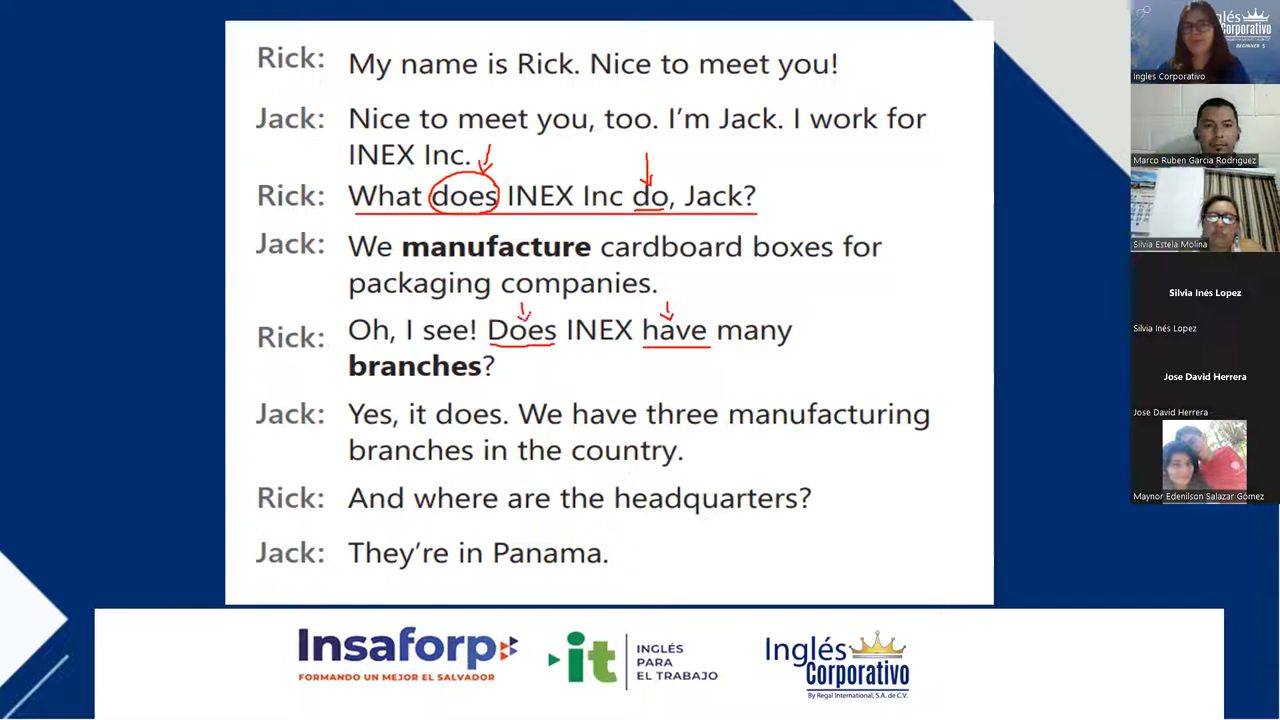 Rick: My name is Rick. Nice to meet you!
Jack: Nice to meet you, too. I'm Jack. I work for
INEX Inc.
Rick: What does INEX Inc do, Jack?
Jack: We manufacture cardboard boxes for
packaging companies.
Rick: Oh, I see! Does INEX have many
branches?
Jack: Yes, it does. We have three manufacturing
branches in the country.
Rick: And where are the headquarters?
Jack: They're in Panama.
Insaforp
FORMANDO UN MEJOR EL SALVADOR
it
INGLÉS
PARA
EL TRABAJO
Inglés
Corporativo
By Regal International, S.A. de C.V.
Corporativo
BEGINNER 5
Ingles Corporativo
Marco Ruben Garcia Rodriguez
Silvia Estela Molina
Silvia Inés Lopez
Silvia Inés Lopez
Jose David Herrera
Jose David Herrera
Maynor Edenilson Salazar Gómez